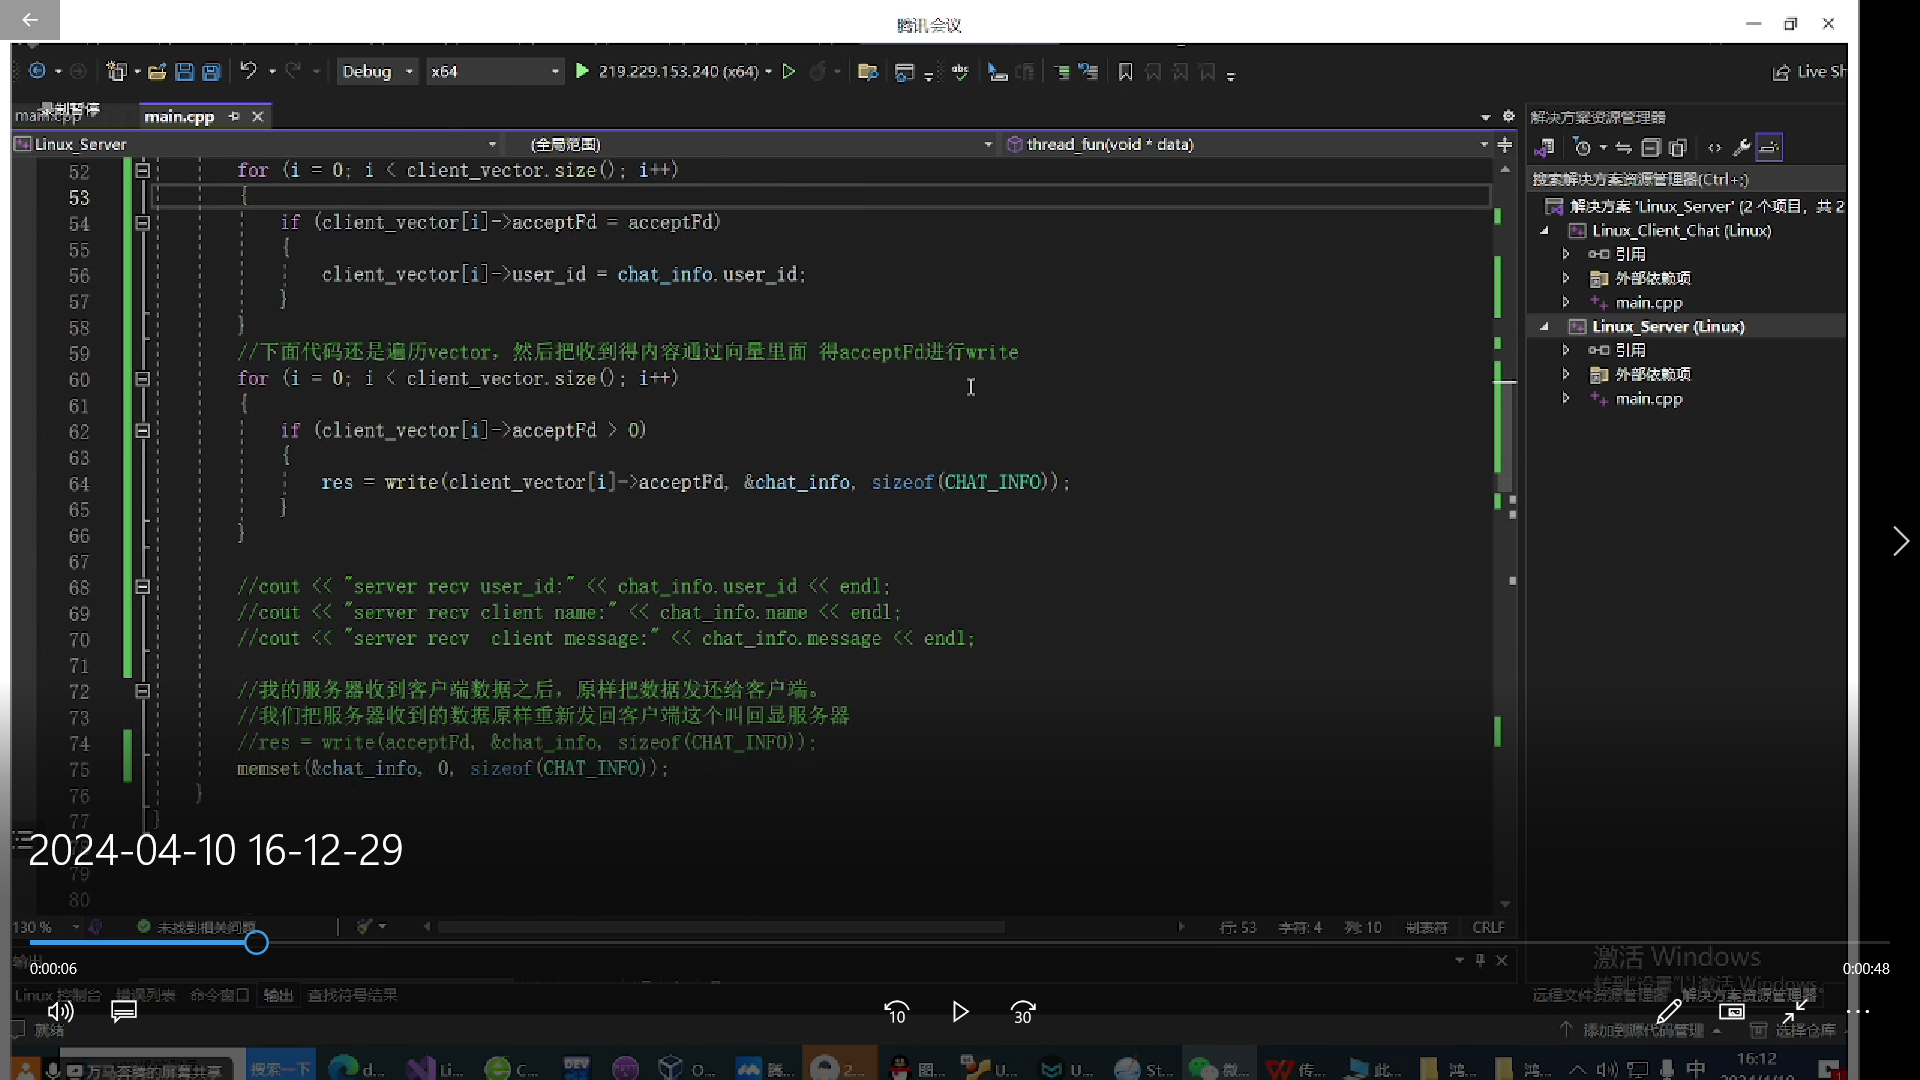 腾讯会议
Debug x64 219.229.153.240 (x64) Live Sh
录制暂停
main.cpp main.cpp
解决方案资源管理器
Linux_Server (全局范围) thread_fun(void * data)
搜索解决方案资源管理器(Ctrl+;)
解决方案 'Linux_Server' (2 个项目, 共 2
Linux_Client_Chat (Linux)
引用
外部依赖项
main.cpp
Linux_Server (Linux)
引用
外部依赖项
main.cpp
52 for (i = 0; i < client_vector.size(); i++)
53 {
54 if (client_vector[i]->acceptFd = acceptFd)
55 {
56 client_vector[i]->user_id = chat_info.user_id;
57 }
58 }
59 //下面代码还是遍历vector，然后把收到得内容通过向量里面 得acceptFd进行write
60 for (i = 0; i < client_vector.size(); i++)
61 {
62 if (client_vector[i]->acceptFd > 0)
63 {
64 res = write(client_vector[i]->acceptFd, &chat_info, sizeof(CHAT_INFO));
65 }
66 }
67
68 //cout << "server recv user_id:" << chat_info.user_id << endl;
69 //cout << "server recv client name:" << chat_info.name << endl;
70 //cout << "server recv  client message:" << chat_info.message << endl;
71
72 //我的服务器收到客户端数据之后，原样把数据发还给客户端。
73 //我们把服务器收到的数据原样重新发回客户端这个叫回显服务器
74 //res = write(acceptFd, &chat_info, sizeof(CHAT_INFO));
75 memset(&chat_info, 0, sizeof(CHAT_INFO));
76 }
77 }
2024-04-10 16-12-29
79
80
130 % 未找到相关问题 行: 53 字符: 4 列: 10 制表符 CRLF
输出
激活 Windows
转到"设置"以激活 Windows。
0:00:06 0:00:48
Linux 控制台 错误列表 命令窗口 输出 查找符号结果
远程文件资源管理器 解决方案资源管理器
10 30
就绪 添加到源代码管理 选择仓库
万马奔腾的屏幕共享 搜索一下 d... Li... C... DEV O... 腾... 2... 图... U... U... St... 微... 传... 此... 鸿... 鸿... 中 16:12